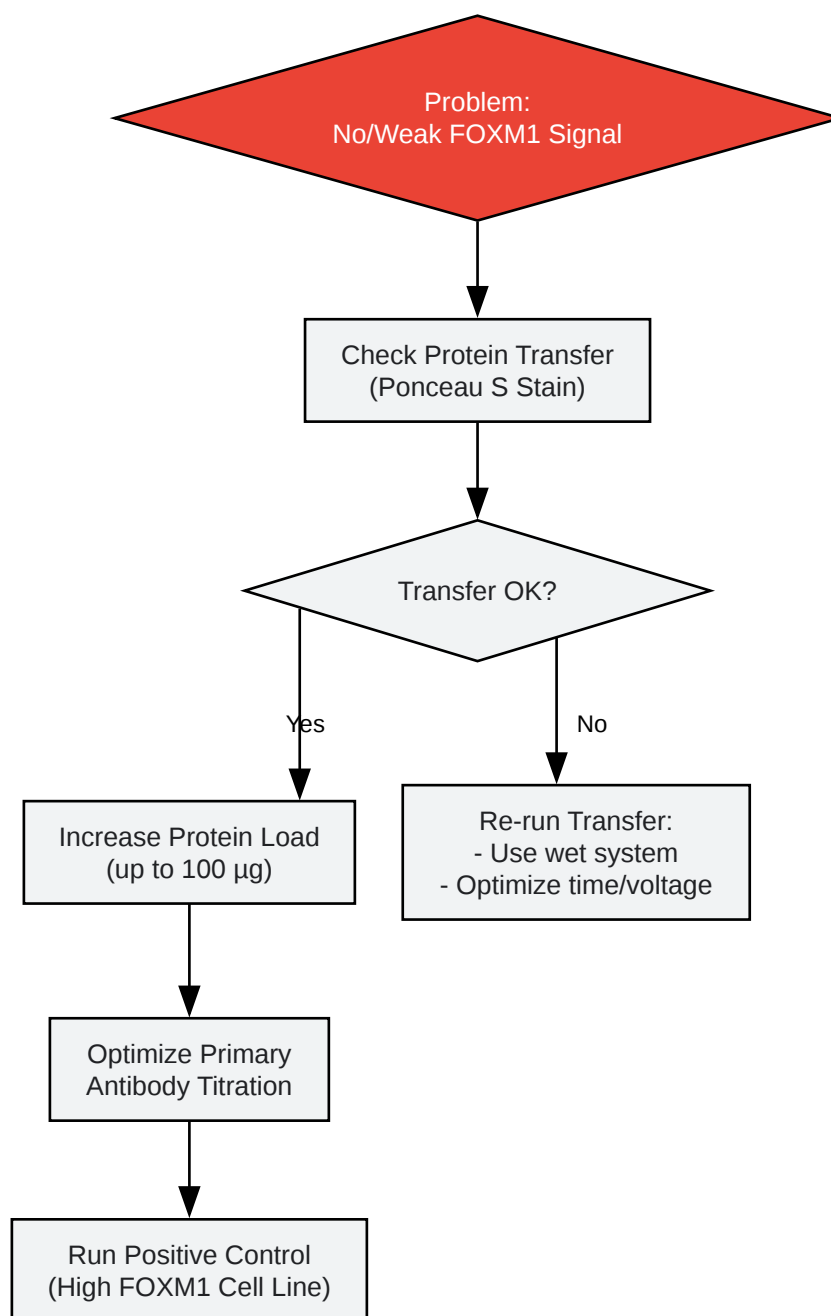 Problem:
No/Weak FOXM1 Signal
Check Protein Transfer
(Ponceau S Stain)
Transfer OK?
Yes
No
Increase Protein Load
(up to 100 µg)
Re-run Transfer:
- Use wet system
- Optimize time/voltage
Optimize Primary
Antibody Titration
Run Positive Control
(High FOXM1 Cell Line)